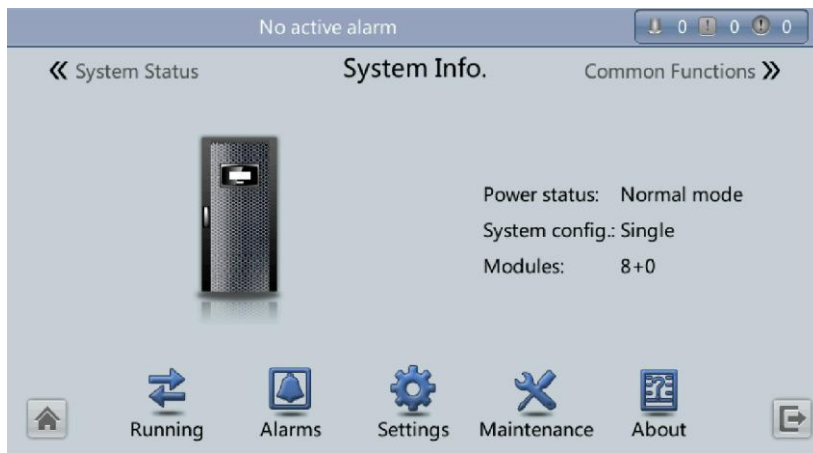 No active alarm 0 0 0
« System Status System Info. Common Functions »
Power status: Normal mode
System config.: Single
Modules: 8+0
Running Alarms Settings Maintenance About